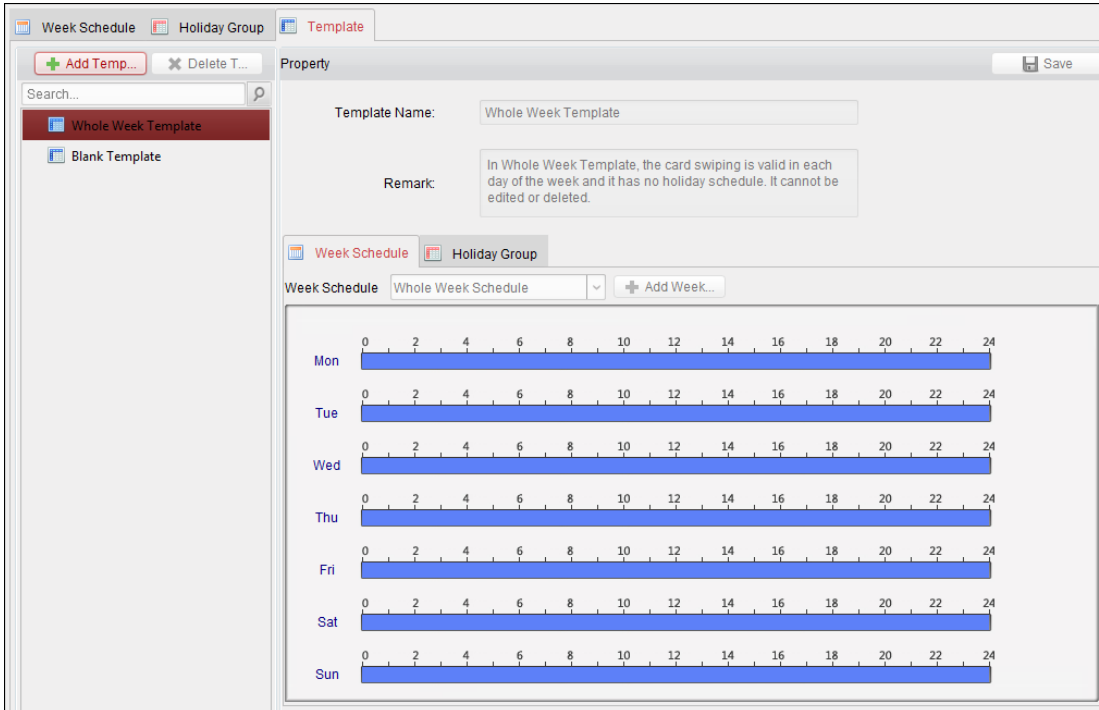 Week Schedule Holiday Group Template
Add Temp... Delete T... Property Save
Search...
Whole Week Template
Blank Template
Template Name: Whole Week Template
Remark: In Whole Week Template, the card swiping is valid in each
day of the week and it has no holiday schedule. It cannot be
edited or deleted.
Week Schedule Holiday Group
Week Schedule Whole Week Schedule Add Week...
0 2 4 6 8 10 12 14 16 18 20 22 24
Mon
0 2 4 6 8 10 12 14 16 18 20 22 24
Tue
0 2 4 6 8 10 12 14 16 18 20 22 24
Wed
0 2 4 6 8 10 12 14 16 18 20 22 24
Thu
0 2 4 6 8 10 12 14 16 18 20 22 24
Fri
0 2 4 6 8 10 12 14 16 18 20 22 24
Sat
0 2 4 6 8 10 12 14 16 18 20 22 24
Sun